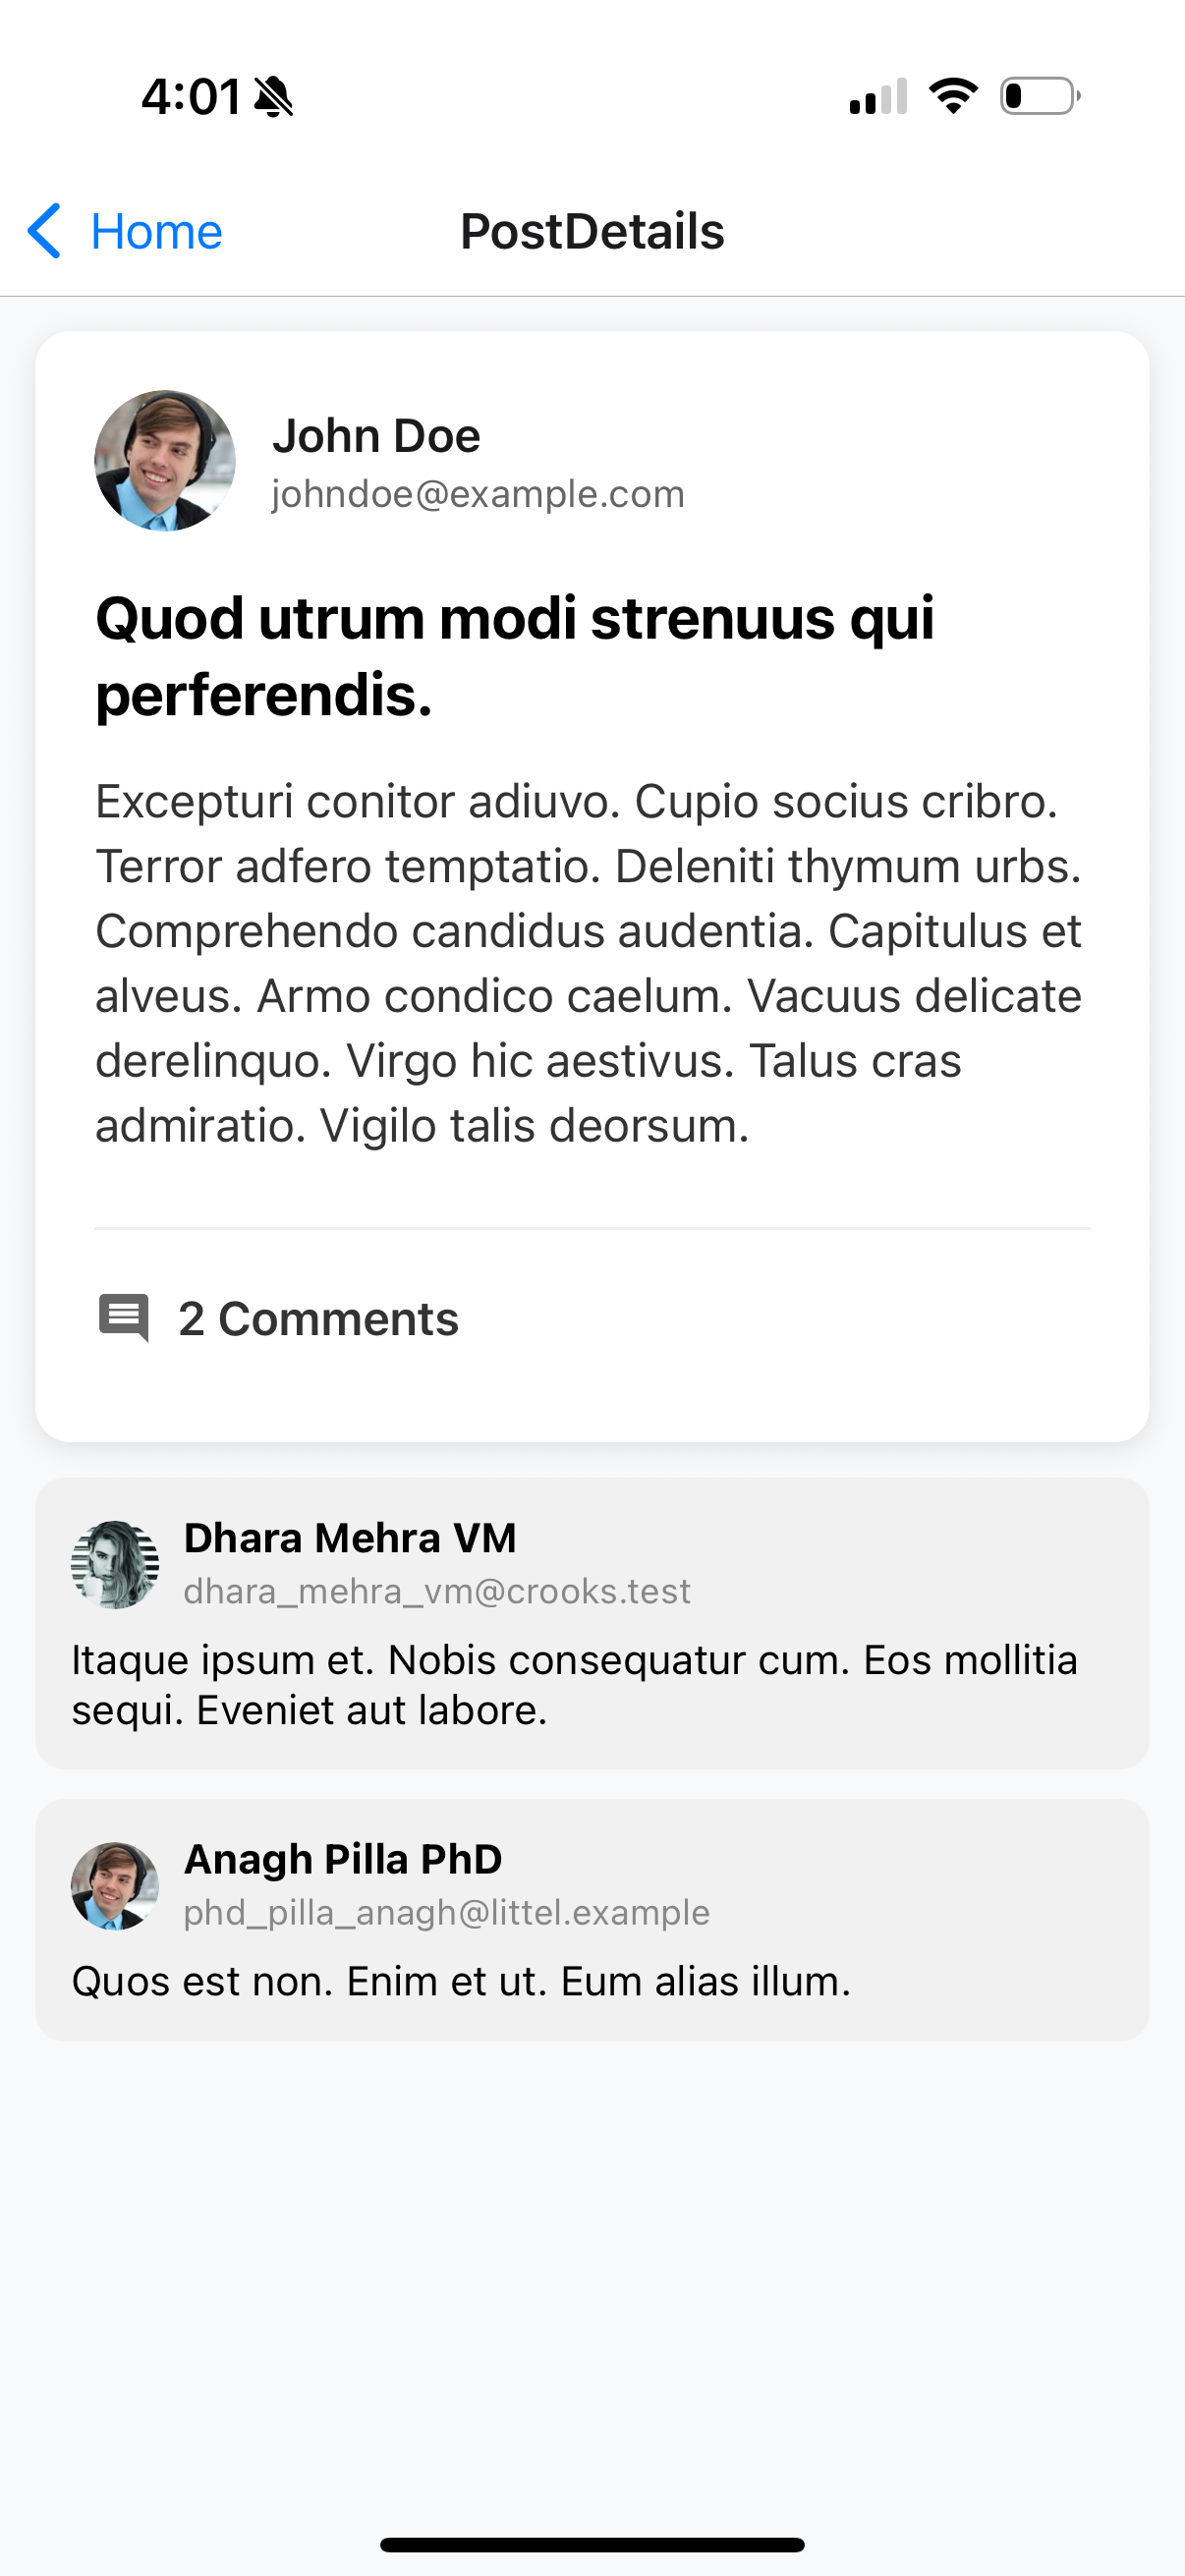 4:01
Home
PostDetails
John Doe
johndoe@example.com
Quod utrum modi strenuus qui
perferendis.
Excepturi conitor adiuvo. Cupio socius cribro.
Terror adfero temptatio. Deleniti thymum urbs.
Comprehendo candidus audentia. Capitulus et
alveus. Armo condico caelum. Vacuus delicate
derelinquo. Virgo hic aestivus. Talus cras
admiratio. Vigilo talis deorsum.
2 Comments
Dhara Mehra VM
dhara_mehra_vm@crooks.test
Itaque ipsum et. Nobis consequatur cum. Eos mollitia
sequi. Eveniet aut labore.
Anagh Pilla PhD
phd_pilla_anagh@littel.example
Quos est non. Enim et ut. Eum alias illum.